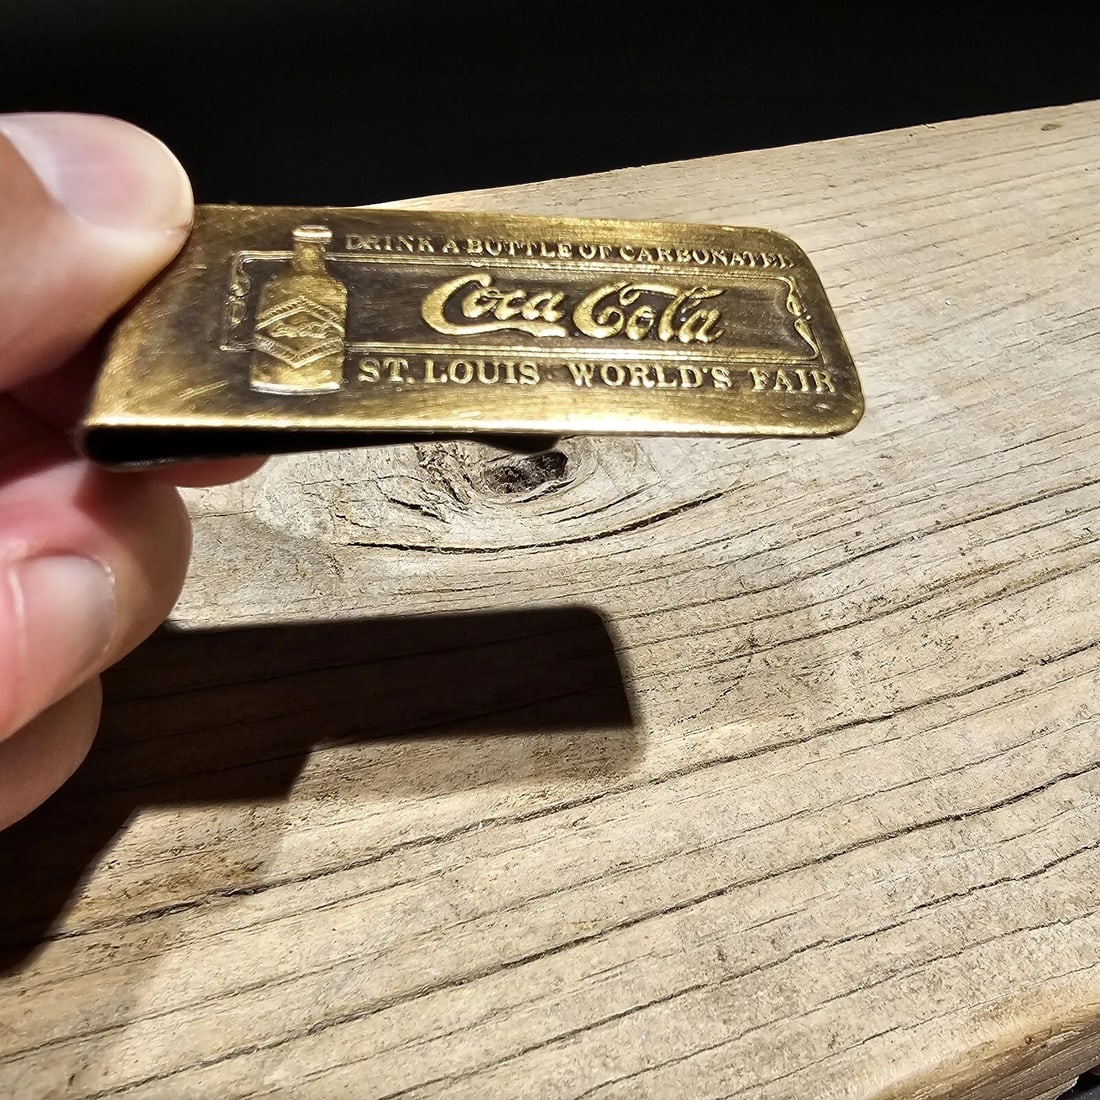 DRINK A BOTTLE OF CARBONATED
Coca Cola
ST. LOUIS WORLD'S FAIR